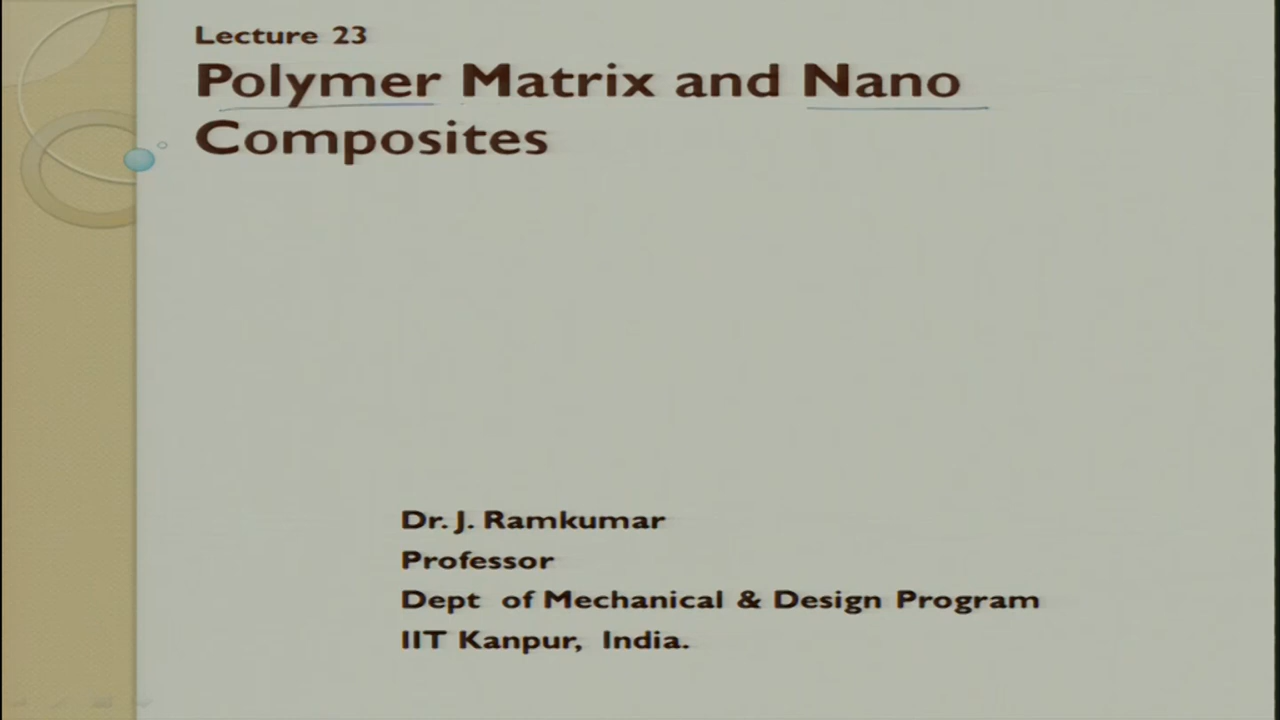 Lecture 23
Polymer Matrix and Nano
Composites
Dr. J. Ramkumar
Professor
Dept of Mechanical & Design Program
IIT Kanpur, India.